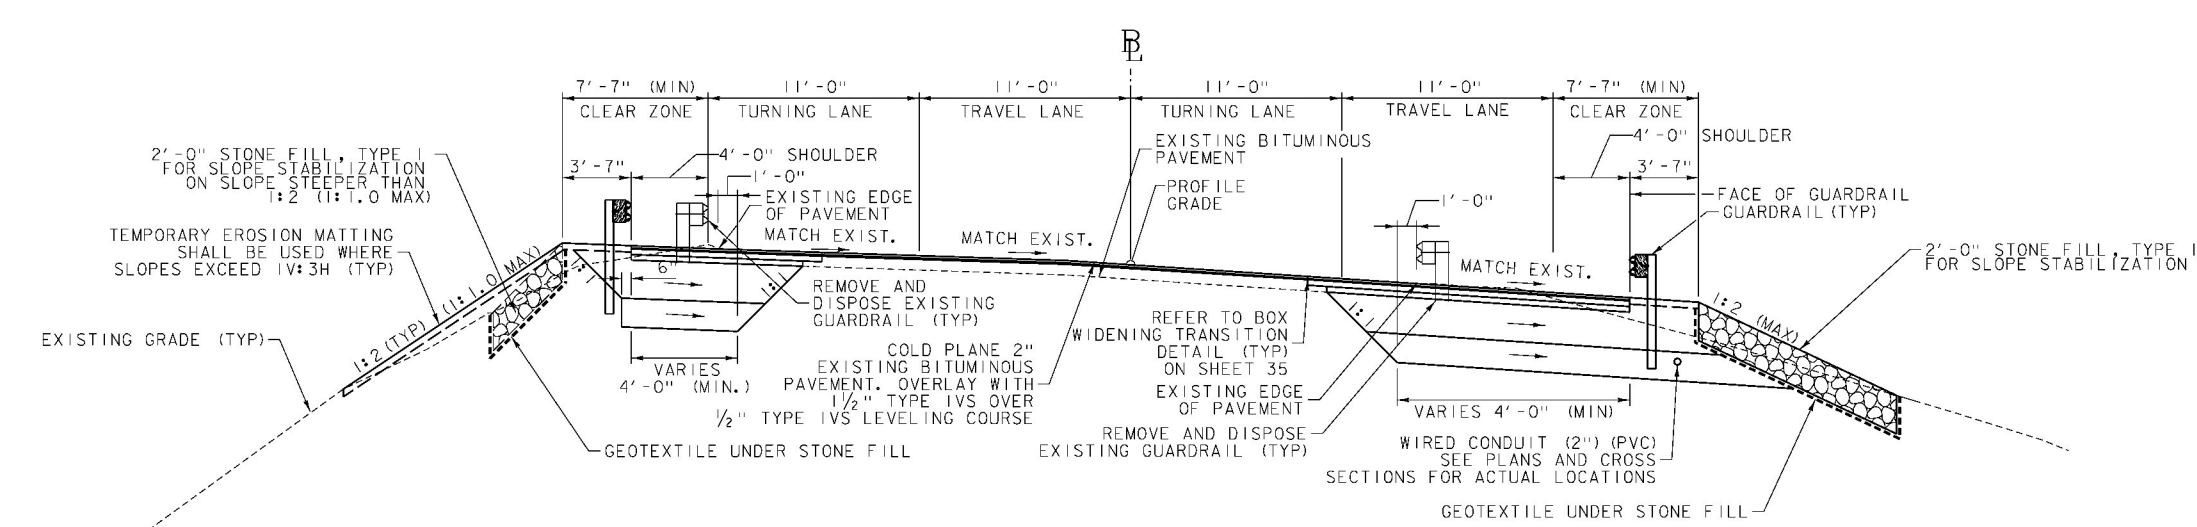 BL
7'-7" (MIN)
11'-0"
11'-0"
11'-0"
11'-0"
7'-7" (MIN)
CLEAR ZONE
TURNING LANE
TRAVEL LANE
TURNING LANE
TRAVEL LANE
CLEAR ZONE
2'-0" STONE FILL, TYPE I
FOR SLOPE STABILIZATION
ON SLOPE STEEPER THAN
1:2 (1:1.0 MAX)
3'-7"
4'-0" SHOULDER
1'-0"
EXISTING EDGE
OF PAVEMENT
MATCH EXIST.
MATCH EXIST.
EXISTING BITUMINOUS
PAVEMENT
PROFILE
GRADE
4'-0" SHOULDER
3'-7"
1'-0"
FACE OF GUARDRAIL
GUARDRAIL (TYP)
MATCH EXIST.
2'-0" STONE FILL, TYPE I
FOR SLOPE STABILIZATION
TEMPORARY EROSION MATTING
SHALL BE USED WHERE
SLOPES EXCEED 1V:3H (TYP)
EXISTING GRADE (TYP)
1:2 (TYP) (1:1.0 MAX)
6"
1:1
REMOVE AND
DISPOSE EXISTING
GUARDRAIL (TYP)
VARIES
4'-0" (MIN.)
COLD PLANE 2"
EXISTING BITUMINOUS
PAVEMENT. OVERLAY WITH
1½" TYPE IVS OVER
½" TYPE IVS LEVELING COURSE
GEOTEXTILE UNDER STONE FILL
REFER TO BOX
WIDENING TRANSITION
DETAIL (TYP)
ON SHEET 35
EXISTING EDGE
OF PAVEMENT
REMOVE AND DISPOSE
EXISTING GUARDRAIL (TYP)
1:1
1:2 (MAX)
VARIES 4'-0" (MIN)
WIRED CONDUIT (2") (PVC)
SEE PLANS AND CROSS
SECTIONS FOR ACTUAL LOCATIONS
GEOTEXTILE UNDER STONE FILL